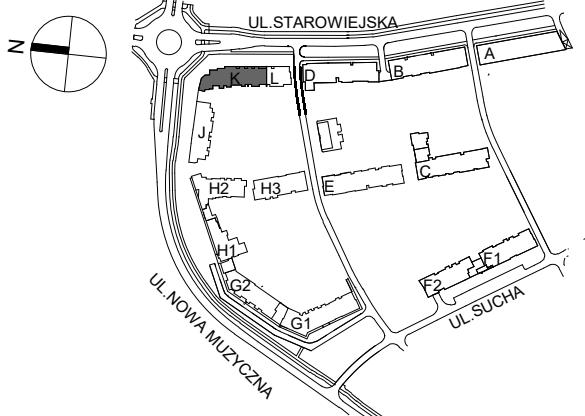 UL.STAROWIEJSKA
N
K
L
D
B
A
J
C
H2
H3
E
H1
G2
G1
F2
F1
UL.NOWA MUZYCZNA
UL.SUCHA